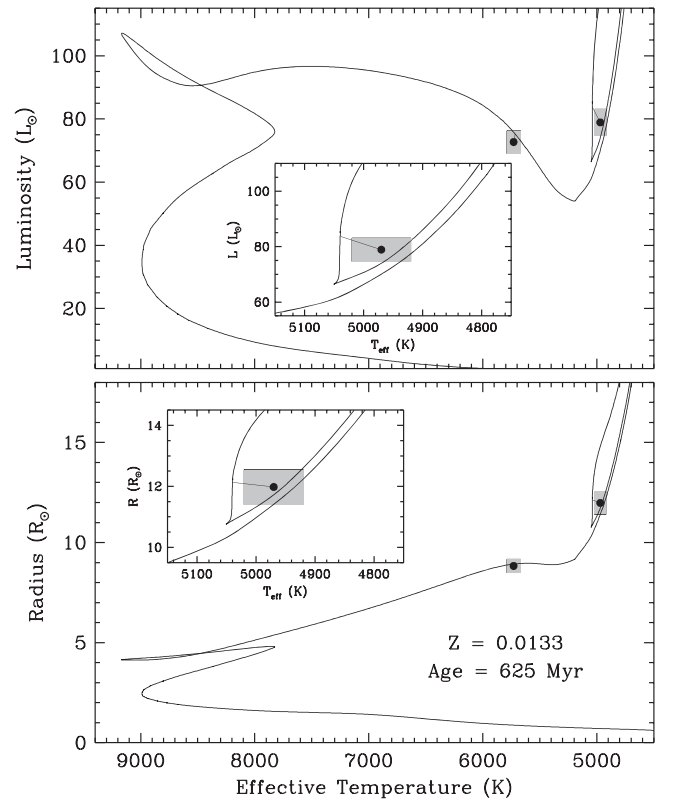 100
80
60
40
20
Luminosity (L☉)
100
80
60
L (L☉)
5100 5000 4900 4800
Teff (K)
15
10
5
0
Radius (R☉)
14
12
10
R (R☉)
5100 5000 4900 4800
Teff (K)
Z = 0.0133
Age = 625 Myr
9000 8000 7000 6000 5000
Effective Temperature (K)